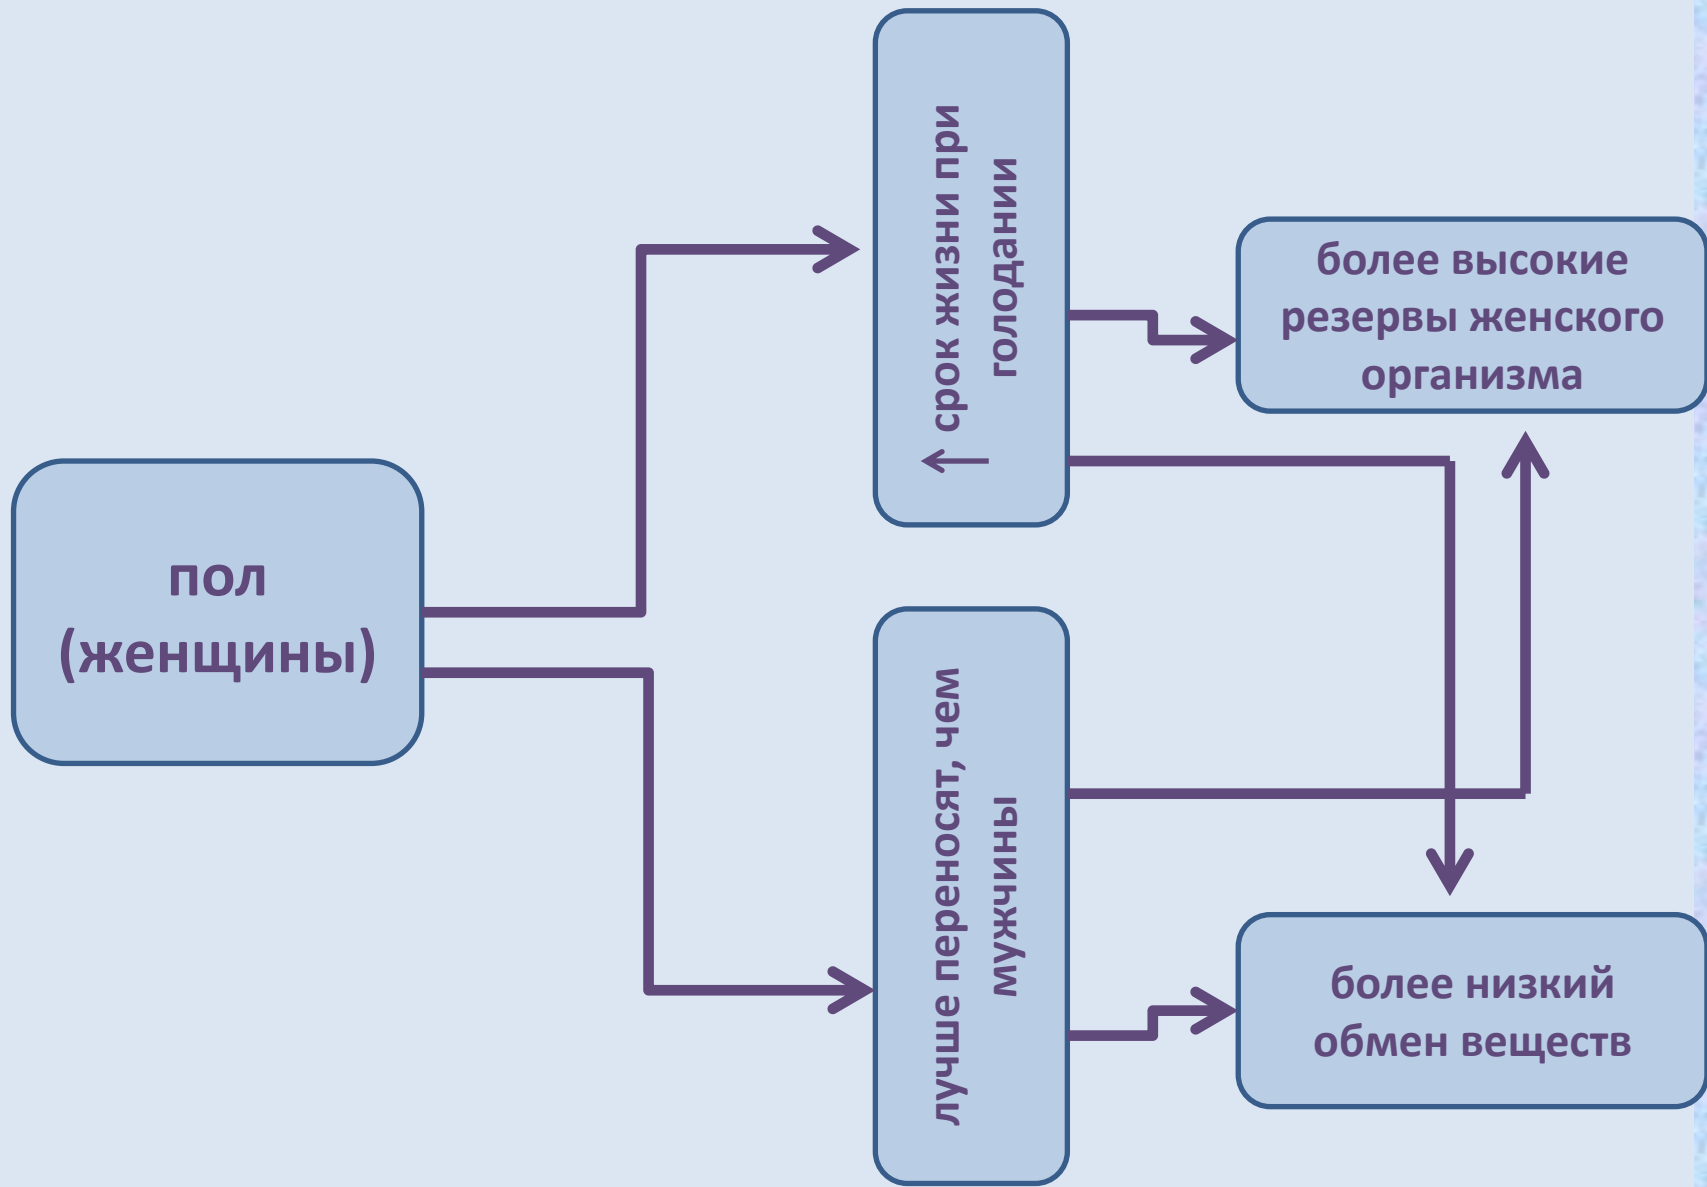 пол
(женщины)
↑ срок жизни при
голодании
лучше переносят, чем
мужчины
более высокие
резервы женского
организма
более низкий
обмен веществ